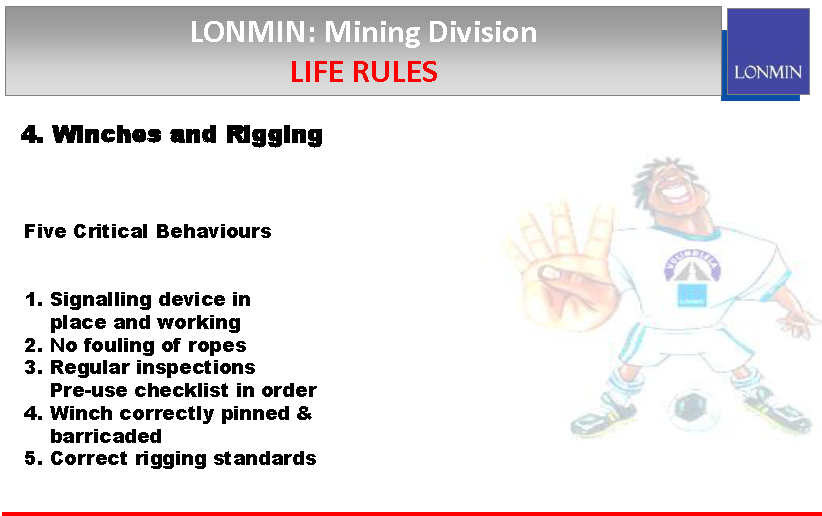 LONMIN: Mining Division
LIFE RULES
LONMIN
4. Winches and Rigging
Five Critical Behaviours
1. Signalling device in
place and working
2. No fouling of ropes
3. Regular inspections
Pre-use checklist in order
4. Winch correctly pinned &
barricaded
5. Correct rigging standards
LONMIN